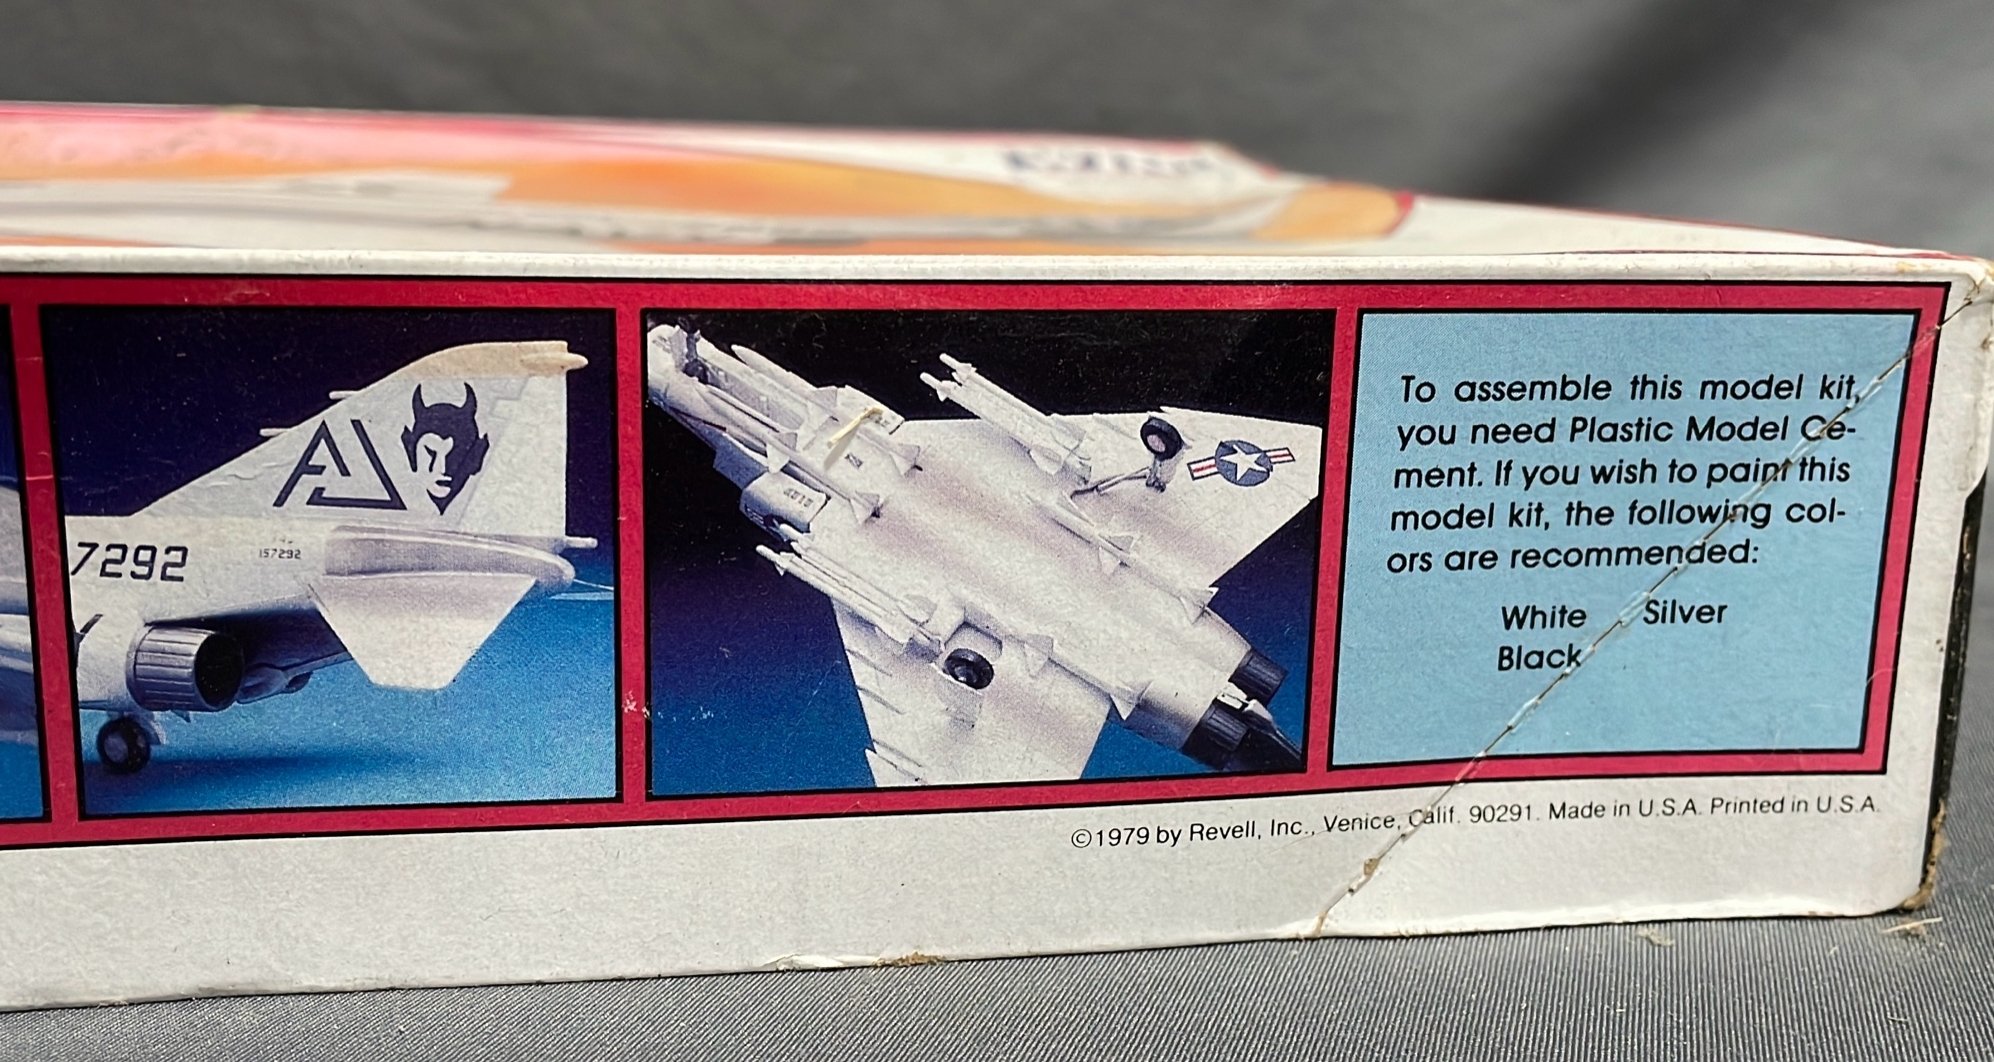 AJ
7292
157292
To assemble this model kit,
you need Plastic Model Ce-
ment. If you wish to paint this
model kit, the following col-
ors are recommended:
White Silver
Black
©1979 by Revell, Inc., Venice, Calif. 90291. Made in U.S.A. Printed in U.S.A.